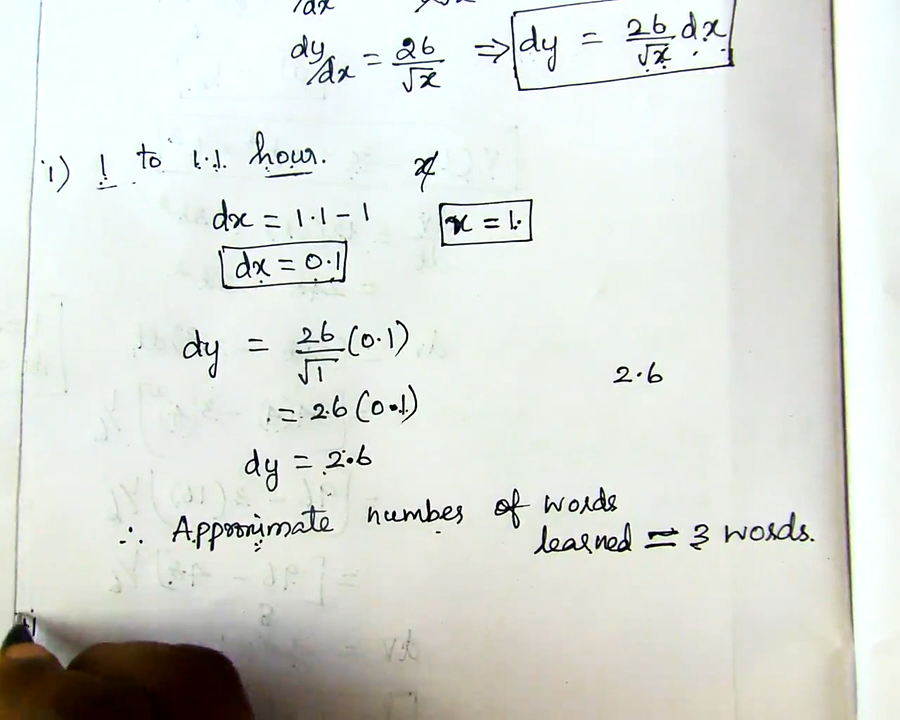 /dx
dy/dx = 26/√x ⇒ dy = 26/√x dx
i) 1 to 1.1 hour.
dx = 1.1 - 1 x = 1.
dx = 0.1
dy = 26/√1 (0.1)
2.6
= 26 (0.1)
dy = 2.6
∴ Approximate number of words
learned = 3 words.